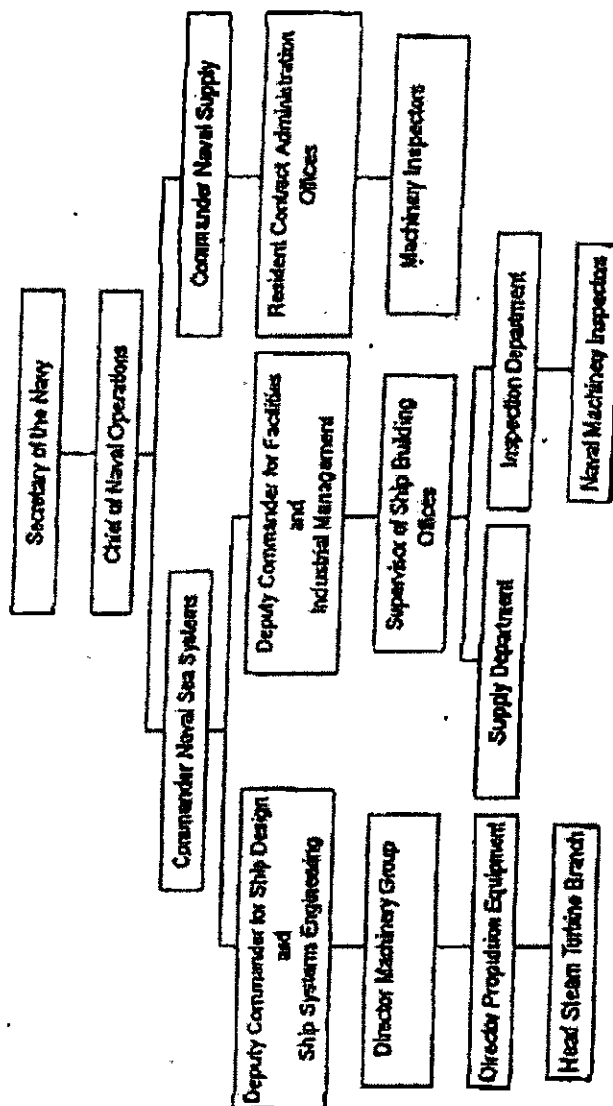 Secretary of the Navy
Chief of Naval Operations
Commander Naval Sea Systems
Commander Naval Supply
Deputy Commander for Ship Design
and
Ship Systems Engineering
Deputy Commander for Facilities
and
Industrial Management
Resident Contract Administration
Offices
Director Machinery Group
Supervisor of Ship Building
Offices
Machinery Inspectors
Director Propulsion Equipment
Supply Department
Inspection Department
Head Steam Turbine Branch
Naval Machinery Inspectors